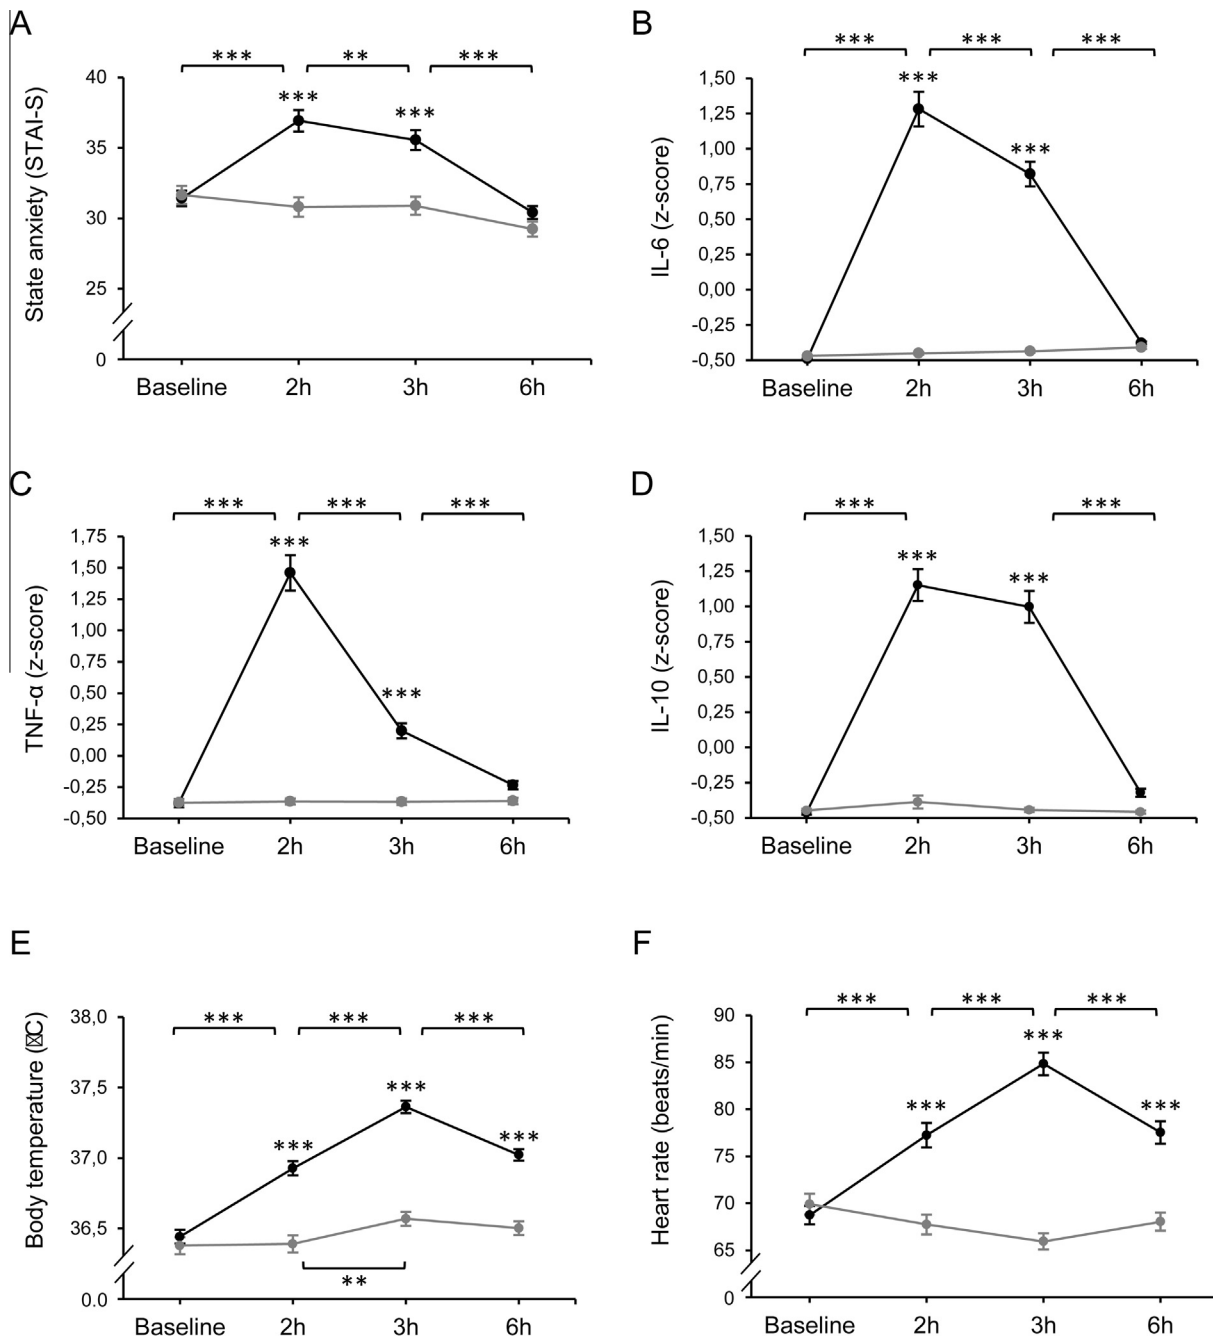 A
*** ** ***
State anxiety (STAI-S)
40
35
30
25
0
*** ***
Baseline 2h 3h 6h
B
*** *** ***
IL-6 (z-score)
1,50
1,25
1,00
0,75
0,50
0,25
0,00
-0,25
-0,50
*** ***
Baseline 2h 3h 6h
C
*** *** ***
TNF-α (z-score)
1,75
1,50
1,25
1,00
0,75
0,50
0,25
0,00
-0,25
-0,50
*** ***
Baseline 2h 3h 6h
D
*** ***
IL-10 (z-score)
1,50
1,25
1,00
0,75
0,50
0,25
0,00
-0,25
-0,50
*** ***
Baseline 2h 3h 6h
E
*** *** ***
Body temperature (☒C)
38,0
37,5
37,0
36,5
0.0
*** *** ***
**
Baseline 2h 3h 6h
F
*** *** ***
Heart rate (beats/min)
90
85
80
75
70
65
0
*** *** ***
Baseline 2h 3h 6h